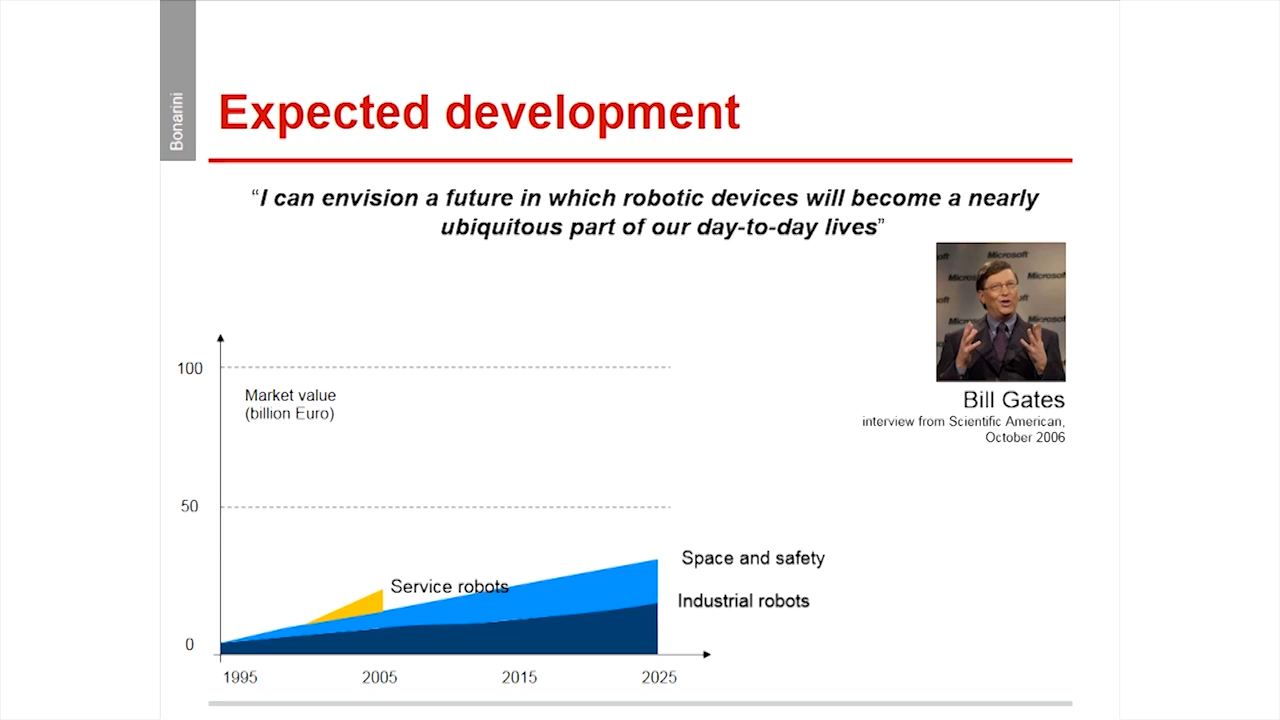 Bonarini
Expected development
“I can envision a future in which robotic devices will become a nearly
ubiquitous part of our day-to-day lives”
Microsoft
Microsoft
Bill Gates
interview from Scientific American,
October 2006
100
Market value
(billion Euro)
50
Space and safety
Service robots
Industrial robots
0
1995 2005 2015 2025